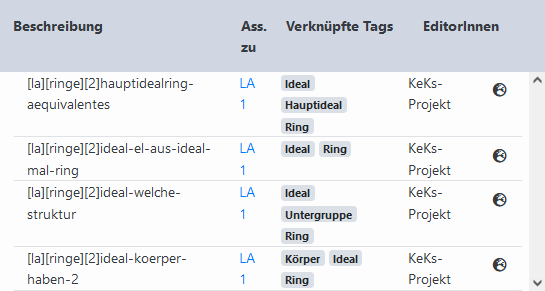 Beschreibung Ass. zu Verknüpfte Tags EditorInnen
[la][ringe][2]hauptidealring- LA Ideal KeKs-
aequivalentes 1 Hauptideal Projekt
Ring
[la][ringe][2]ideal-el-aus-ideal- LA Ideal Ring KeKs-
mal-ring 1 Projekt
[la][ringe][2]ideal-welche- LA Ideal KeKs-
struktur 1 Untergruppe Projekt
Ring
[la][ringe][2]ideal-koerper- LA Körper Ideal KeKs-
haben-2 1 Ring Projekt